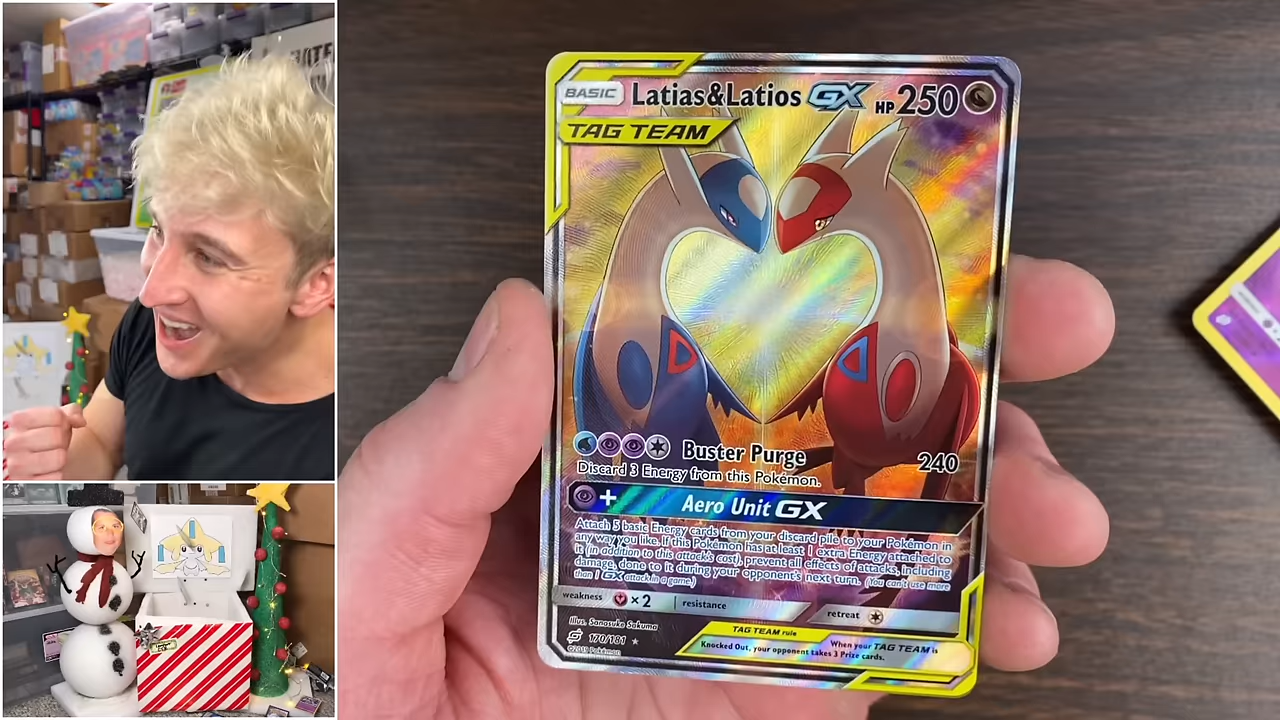 BASIC Latias&Latios GX HP 250
TAG TEAM
Buster Purge 240
Discard 3 Energy from this Pokémon.
+ Aero Unit GX
Attach 5 basic Energy cards from your discard pile to your Pokémon in
any way you like. If this Pokémon has at least 1 extra Energy attached to
it (in addition to this attack's cost), prevent all effects of attacks, including
damage, done to it during your opponent's next turn. (You can't use more
than 1 GX attack in a game.)
weakness ×2 resistance retreat
Illus. Sanosuke Sakuma
170/181
©2019 Pokémon
TAG TEAM rule
When your TAG TEAM is
Knocked Out, your opponent takes 3 Prize cards.